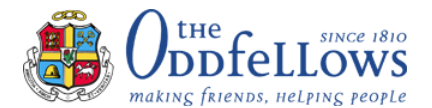 THE
ODDFELLOWS
SINCE 1810
MAKING FRIENDS, HELPING PEOPLE